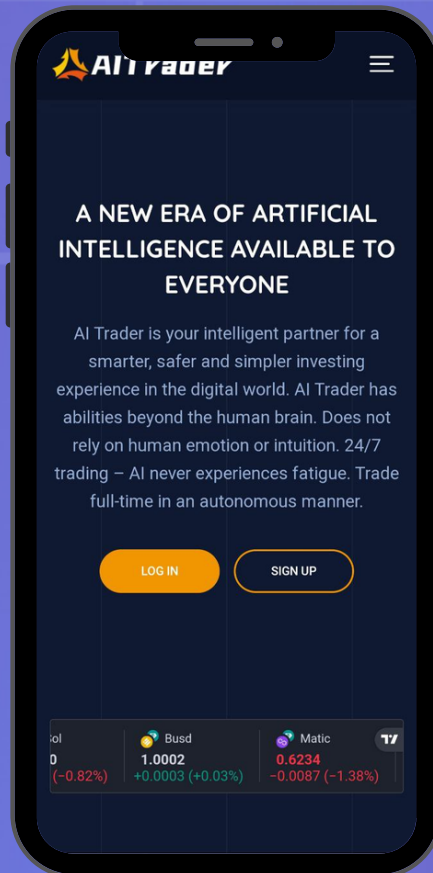 AITrader
A NEW ERA OF ARTIFICIAL
INTELLIGENCE AVAILABLE TO
EVERYONE
AI Trader is your intelligent partner for a
smarter, safer and simpler investing
experience in the digital world. AI Trader has
abilities beyond the human brain. Does not
rely on human emotion or intuition. 24/7
trading – AI never experiences fatigue. Trade
full-time in an autonomous manner.
LOG IN SIGN UP
ol Busd Matic
0 1.0002 0.6234
(−0.82%) +0.0003 (+0.03%) −0.0087 (−1.38%)